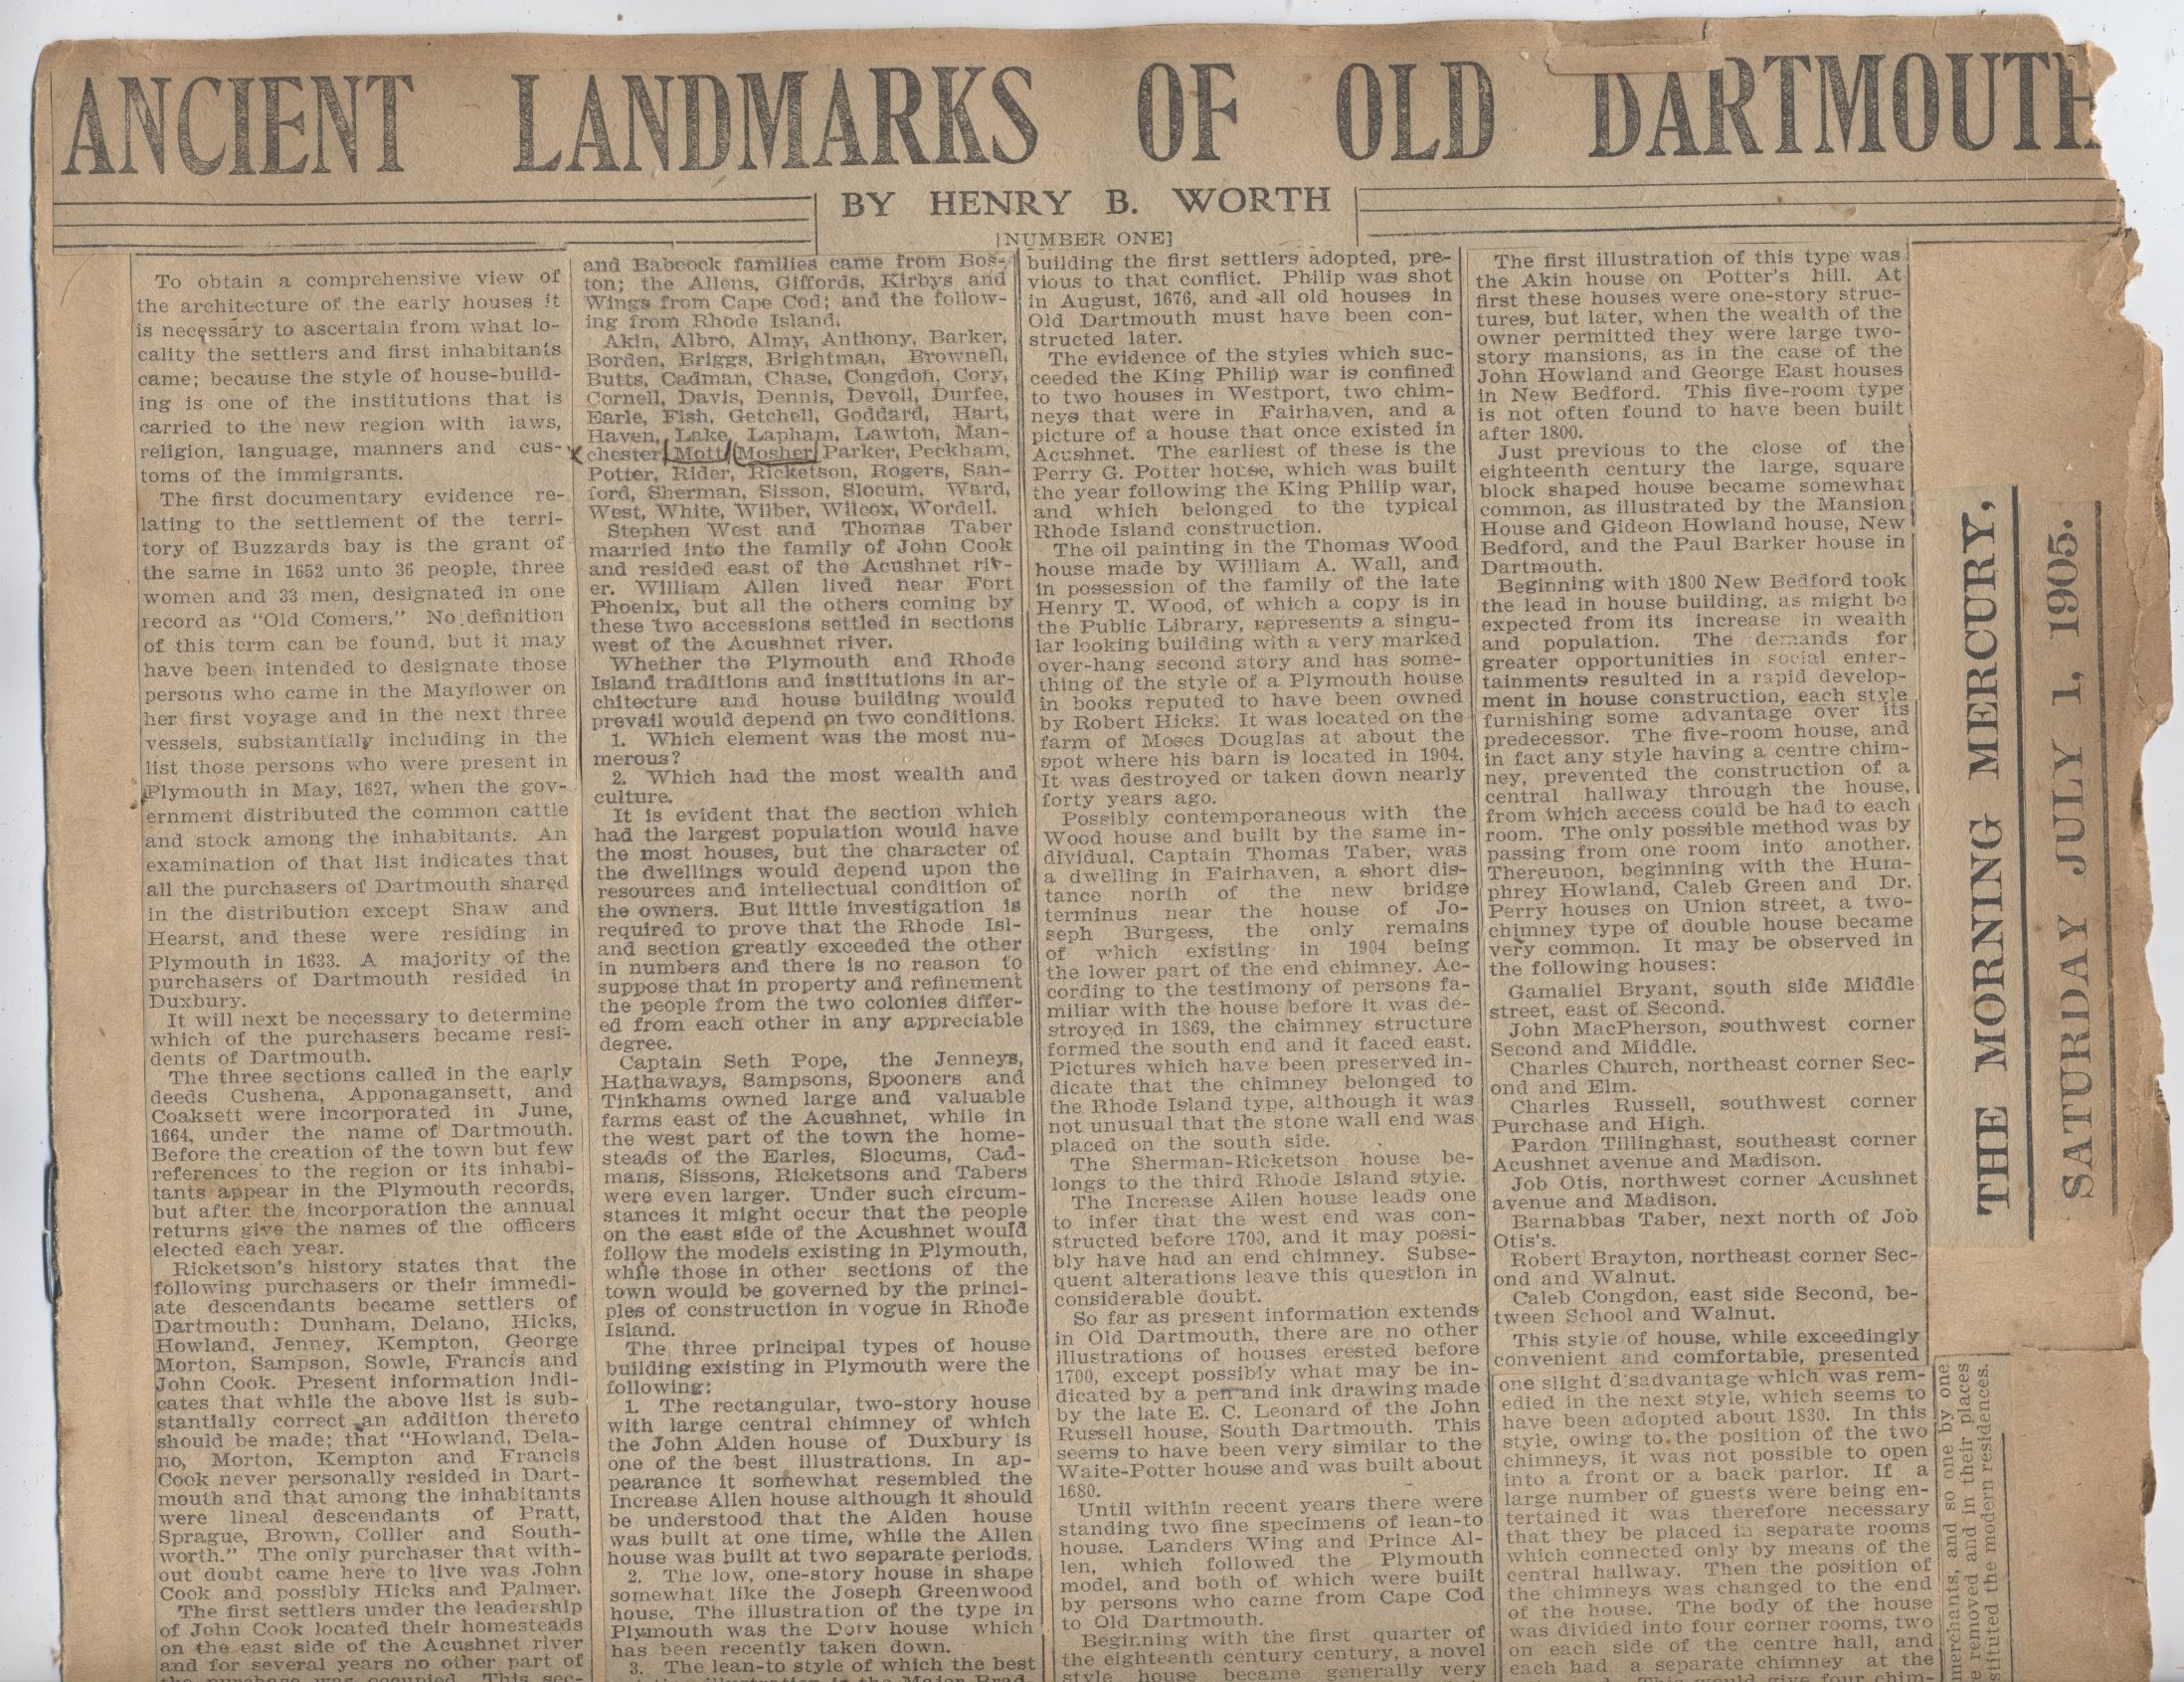 ANCIENT LANDMARKS OF OLD DARTMOUTH
BY HENRY B. WORTH
[NUMBER ONE]
To obtain a comprehensive view of
the architecture of the early houses it
is necessary to ascertain from what lo-
cality the settlers and first inhabitants
came; because the style of house-build-
ing is one of the institutions that is
carried to the new region with laws,
religion, language, manners and cus-
toms of the immigrants.
The first documentary evidence re-
lating to the settlement of the terri-
tory of Buzzards bay is the grant of
the same in 1652 unto 36 people, three
women and 33 men, designated in one
record as "Old Comers." No definition
of this term can be found, but it may
have been intended to designate those
persons who came in the Mayflower on
her first voyage and in the next three
vessels, substantially including in the
list those persons who were present in
Plymouth in May, 1627, when the gov-
ernment distributed the common cattle
and stock among the inhabitants. An
examination of that list indicates that
all the purchasers of Dartmouth shared
in the distribution except Shaw and
Hearst, and these were residing in
Plymouth in 1633. A majority of the
purchasers of Dartmouth resided in
Duxbury.
It will next be necessary to determine
which of the purchasers became resi-
dents of Dartmouth.
The three sections called in the early
deeds Cushena, Apponagansett, and
Coaksett were incorporated in June,
1664, under the name of Dartmouth.
Before the creation of the town but few
references to the region or its inhabi-
tants appear in the Plymouth records,
but after the incorporation the annual
returns give the names of the officers
elected each year.
Ricketson's history states that the
following purchasers or their immedi-
ate descendants became settlers of
Dartmouth: Dunham, Delano, Hicks,
Howland, Jenney, Kempton, George
Morton, Sampson, Sowle, Francis and
John Cook. Present information indi-
cates that while the above list is sub-
stantially correct an addition thereto
should be made; that "Howland, Dela-
no, Morton, Kempton and Francis
Cook never personally resided in Dart-
mouth and that among the inhabitants
were lineal descendants of Pratt,
Sprague, Brown, Collier and South-
worth." The only purchaser that with-
out doubt came here to live was John
Cook and possibly Hicks and Palmer.
The first settlers under the leadership
of John Cook located their homesteads
on the east side of the Acushnet river
and for several years no other part of
the purchase was occupied. This sec-
and Babcock families came from Bos-
ton; the Allens, Giffords, Kirbys and
Wings from Cape Cod; and the follow-
ing from Rhode Island.
Akin, Albro, Almy, Anthony, Barker,
Borden, Briggs, Brightman, Brownell,
Butts, Cadman, Chase, Congdon, Cory,
Cornell, Davis, Dennis, Devoll, Durfee,
Earle, Fish, Getchell, Goddard, Hart,
Haven, Lake, Lapham, Lawton, Man-
chester, Mott, Mosher, Parker, Peckham,
Potter, Rider, Ricketson, Rogers, San-
ford, Sherman, Sisson, Slocum, Ward,
West, White, Wilber, Wilcox, Wordell.
Stephen West and Thomas Taber
married into the family of John Cook
and resided east of the Acushnet riv-
er. William Allen lived near Fort
Phoenix, but all the others coming by
these two accessions settled in sections
west of the Acushnet river.
Whether the Plymouth and Rhode
Island traditions and institutions in ar-
chitecture and house building would
prevail would depend on two conditions.
1. Which element was the most nu-
merous?
2. Which had the most wealth and
culture.
It is evident that the section which
had the largest population would have
the most houses, but the character of
the dwellings would depend upon the
resources and intellectual condition of
the owners. But little investigation is
required to prove that the Rhode Isl-
and section greatly exceeded the other
in numbers and there is no reason to
suppose that in property and refinement
the people from the two colonies differ-
ed from each other in any appreciable
degree.
Captain Seth Pope, the Jenneys,
Hathaways, Sampsons, Spooners and
Tinkhams owned large and valuable
farms east of the Acushnet, while in
the west part of the town the home-
steads of the Earles, Slocums, Cad-
mans, Sissons, Ricketsons and Tabers
were even larger. Under such circum-
stances it might occur that the people
on the east side of the Acushnet would
follow the models existing in Plymouth,
while those in other sections of the
town would be governed by the princi-
ples of construction in vogue in Rhode
Island.
The three principal types of house
building existing in Plymouth were the
following:
1. The rectangular, two-story house
with large central chimney of which
the John Alden house of Duxbury is
one of the best illustrations. In ap-
pearance it somewhat resembled the
Increase Allen house although it should
be understood that the Alden house
was built at one time, while the Allen
house was built at two separate periods.
2. The low, one-story house in shape
somewhat like the Joseph Greenwood
house. The illustration of the type in
Plymouth was the Doty house which
has been recently taken down.
3. The lean-to style of which the best
building the first settlers adopted, pre-
vious to that conflict. Philip was shot
in August, 1676, and all old houses in
Old Dartmouth must have been con-
structed later.
The evidence of the styles which suc-
ceeded the King Philip war is confined
to two houses in Westport, two chim-
neys that were in Fairhaven, and a
picture of a house that once existed in
Acushnet. The earliest of these is the
Perry G. Potter house, which was built
the year following the King Philip war,
and which belonged to the typical
Rhode Island construction.
The oil painting in the Thomas Wood
house made by William A. Wall, and
in possession of the family of the late
Henry T. Wood, of which a copy is in
the Public Library, represents a singu-
lar looking building with a very marked
over-hang second story and has some-
thing of the style of a Plymouth house
in books reputed to have been owned
by Robert Hicks. It was located on the
farm of Moses Douglas at about the
spot where his barn is located in 1904.
It was destroyed or taken down nearly
forty years ago.
Possibly contemporaneous with the
Wood house and built by the same in-
dividual, Captain Thomas Taber, was
a dwelling in Fairhaven, a short dis-
tance north of the new bridge
terminus near the house of Jo-
seph Burgess, the only remains
of which existing in 1904 being
the lower part of the end chimney. Ac-
cording to the testimony of persons fa-
miliar with the house before it was de-
stroyed in 1869, the chimney structure
formed the south end and it faced east.
Pictures which have been preserved in-
dicate that the chimney belonged to
the Rhode Island type, although it was
not unusual that the stone wall end was
placed on the south side.
The Sherman-Ricketson house be-
longs to the third Rhode Island style.
The Increase Allen house leads one
to infer that the west end was con-
structed before 1700, and it may possi-
bly have had an end chimney. Subse-
quent alterations leave this question in
considerable doubt.
So far as present information extends
in Old Dartmouth, there are no other
illustrations of houses erested before
1700, except possibly what may be in-
dicated by a pen and ink drawing made
by the late E. C. Leonard of the John
Russell house, South Dartmouth. This
seems to have been very similar to the
Waite-Potter house and was built about
1680.
Until within recent years there were
standing two fine specimens of lean-to
house. Landers Wing and Prince Al-
len, which followed the Plymouth
model, and both of which were built
by persons who came from Cape Cod
to Old Dartmouth.
Beginning with the first quarter of
the eighteenth century century, a novel
style house became generally very
The first illustration of this type was
the Akin house on Potter's hill. At
first these houses were one-story struc-
tures, but later, when the wealth of the
owner permitted they were large two-
story mansions, as in the case of the
John Howland and George East houses
in New Bedford. This five-room type
is not often found to have been built
after 1800.
Just previous to the close of the
eighteenth century the large, square
block shaped house became somewhat
common, as illustrated by the Mansion
House and Gideon Howland house, New
Bedford, and the Paul Barker house in
Dartmouth.
Beginning with 1800 New Bedford took
the lead in house building, as might be
expected from its increase in wealth
and population. The demands for
greater opportunities in social enter-
tainments resulted in a rapid develop-
ment in house construction, each style
furnishing some advantage over its
predecessor. The five-room house, and
in fact any style having a centre chim-
ney, prevented the construction of a
central hallway through the house,
from which access could be had to each
room. The only possible method was by
passing from one room into another.
Thereupon, beginning with the Hum-
phrey Howland, Caleb Green and Dr.
Perry houses on Union street, a two-
chimney type of double house became
very common. It may be observed in
the following houses:
Gamaliel Bryant, south side Middle
street, east of Second.
John MacPherson, southwest corner
Second and Middle.
Charles Church, northeast corner Sec-
ond and Elm.
Charles Russell, southwest corner
Purchase and High.
Pardon Tillinghast, southeast corner
Acushnet avenue and Madison.
Job Otis, northwest corner Acushnet
avenue and Madison.
Barnabbas Taber, next north of Job
Otis's.
Robert Brayton, northeast corner Sec-
ond and Walnut.
Caleb Congdon, east side Second, be-
tween School and Walnut.
This style of house, while exceedingly
convenient and comfortable, presented
one slight disadvantage which was rem-
edied in the next style, which seems to
have been adopted about 1830. In this
style, owing to the position of the two
chimneys, it was not possible to open
into a front or a back parlor. If a
large number of guests were being en-
tertained it was therefore necessary
that they be placed in separate rooms
which connected only by means of the
central hallway. Then the position of
the chimneys was changed to the end
of the house. The body of the house
was divided into four corner rooms, two
on each side of the centre hall, and
each had a separate chimney at the
THE MORNING MERCURY,
SATURDAY JULY 1, 1905.
merchants, and so one by one
removed and in their places
stituted the modern residences.